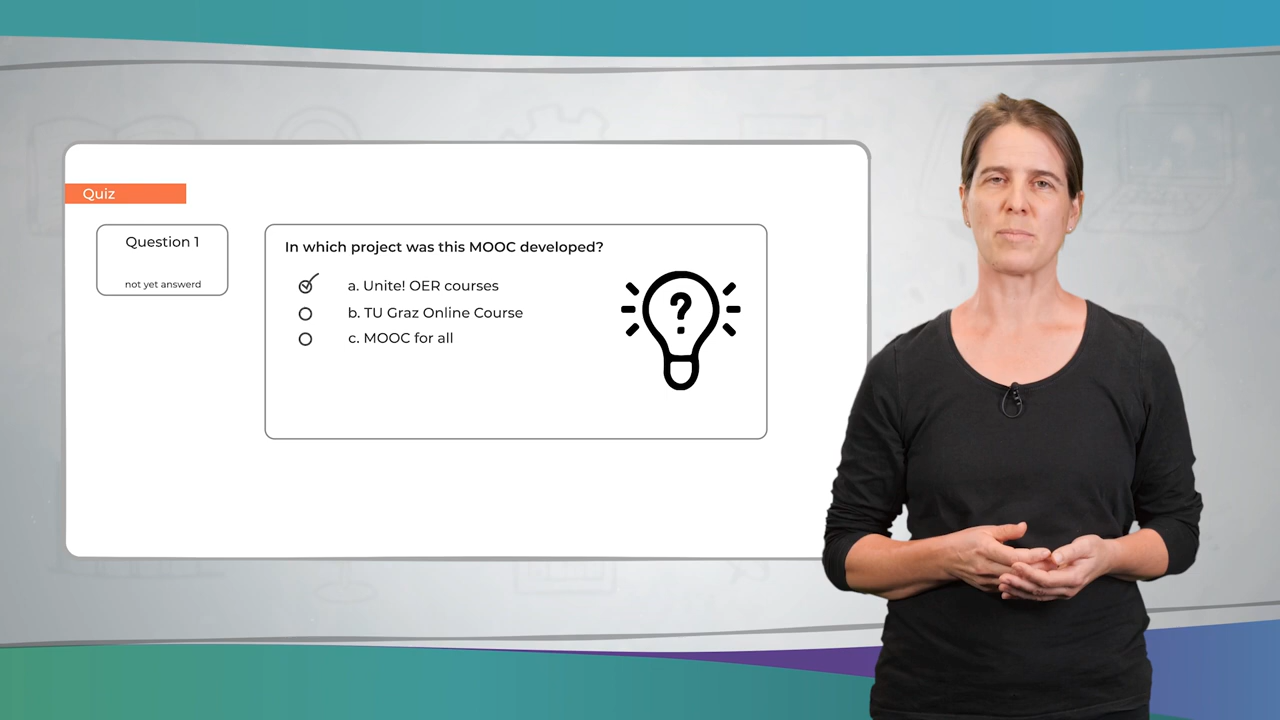 Quiz
Question 1
not yet answerd
In which project was this MOOC developed?
a. Unite! OER courses
b. TU Graz Online Course
c. MOOC for all
?